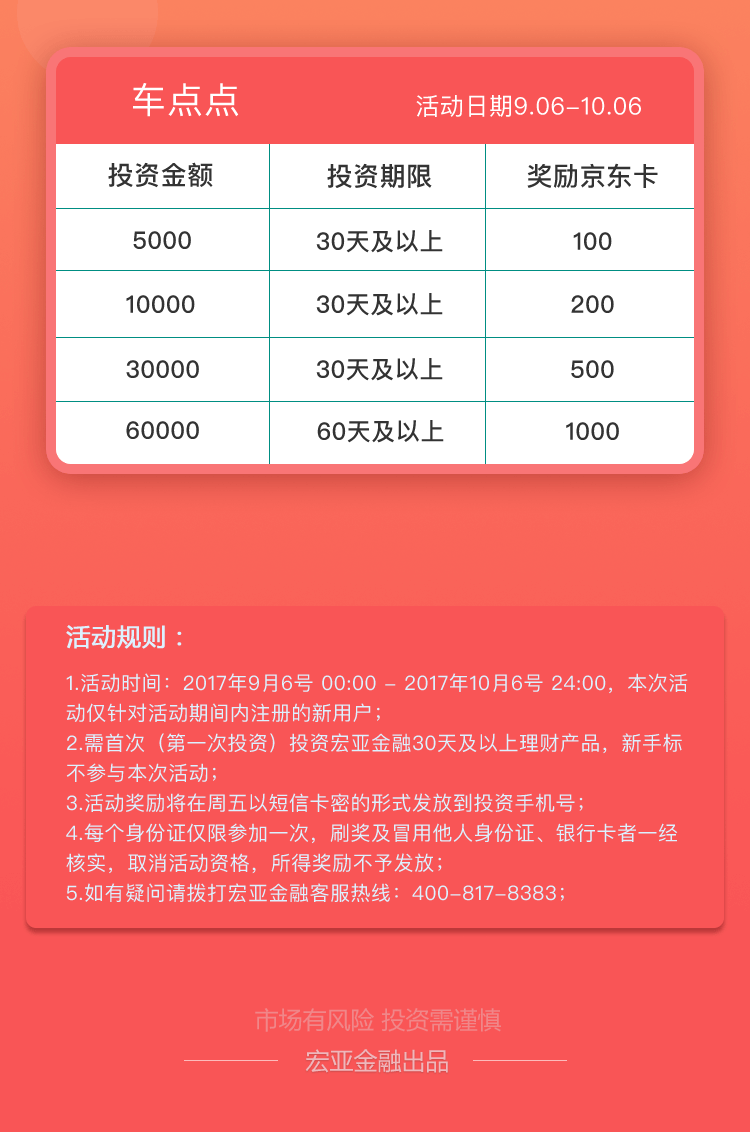 车点点 活动日期9.06-10.06
投资金额 投资期限 奖励京东卡
5000 30天及以上 100
10000 30天及以上 200
30000 30天及以上 500
60000 60天及以上 1000
活动规则：
1.活动时间：2017年9月6号 00:00 - 2017年10月6号 24:00，本次活
动仅针对活动期间内注册的新用户；
2.需首次（第一次投资）投资宏亚金融30天及以上理财产品，新手标
不参与本次活动；
3.活动奖励将在周五以短信卡密的形式发放到投资手机号；
4.每个身份证仅限参加一次，刷奖及冒用他人身份证、银行卡者一经
核实，取消活动资格，所得奖励不予发放；
5.如有疑问请拨打宏亚金融客服热线：400-817-8383；
市场有风险 投资需谨慎
宏亚金融出品